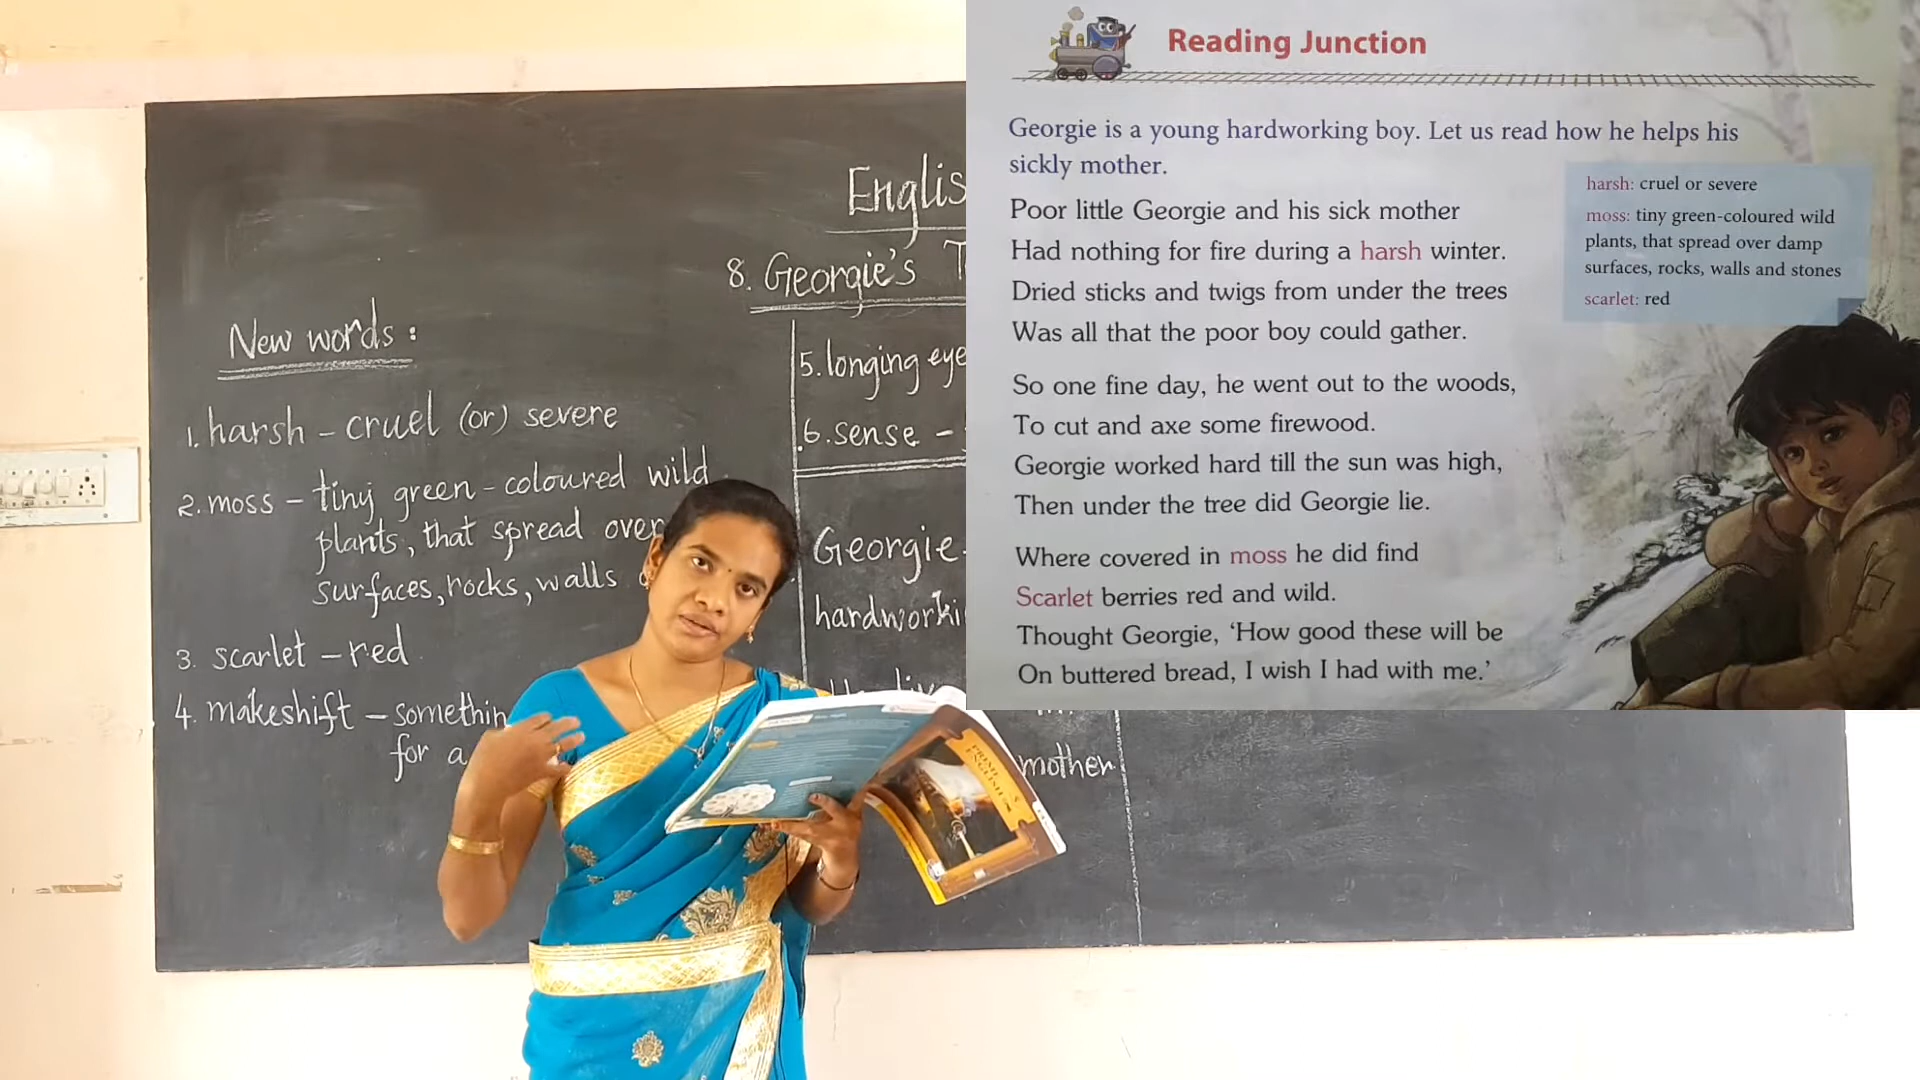 Englis
8. Georgie's T
New words :
1. harsh – cruel (or) severe
2. moss – tiny green-coloured wild
plants, that spread over
surfaces, rocks, walls
3. scarlet – red
4. makeshift – somethin
for a
5. longing eye
6. sense –
Georgie
hardworki
mother
PRIME
ENGLISH
Reading Junction
Georgie is a young hardworking boy. Let us read how he helps his
sickly mother.
Poor little Georgie and his sick mother
Had nothing for fire during a harsh winter.
Dried sticks and twigs from under the trees
Was all that the poor boy could gather.
So one fine day, he went out to the woods,
To cut and axe some firewood.
Georgie worked hard till the sun was high,
Then under the tree did Georgie lie.
Where covered in moss he did find
Scarlet berries red and wild.
Thought Georgie, ‘How good these will be
On buttered bread, I wish I had with me.’
harsh: cruel or severe
moss: tiny green-coloured wild
plants, that spread over damp
surfaces, rocks, walls and stones
scarlet: red